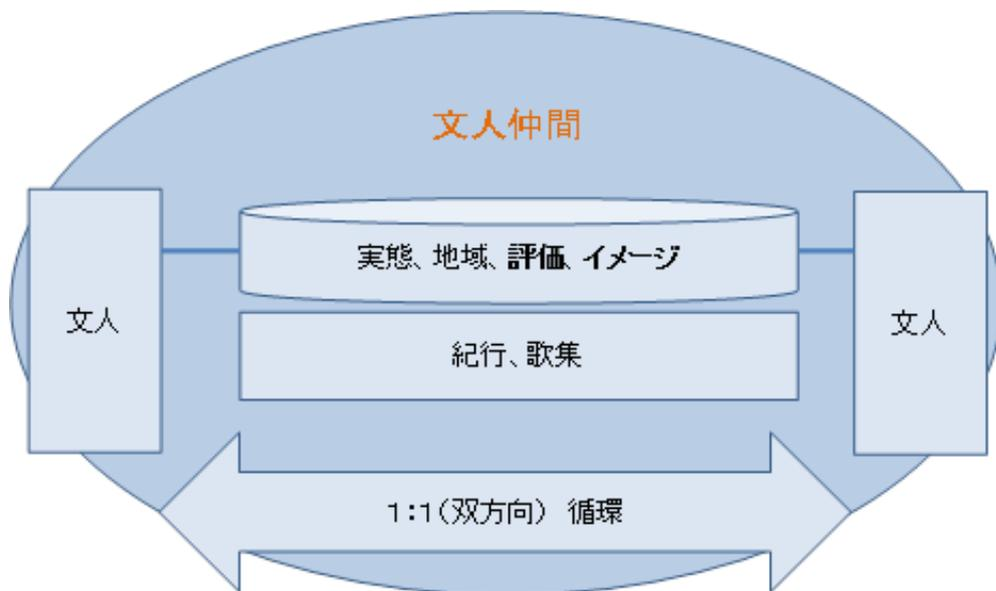 文人仲間
実態、地域、評価、イメージ
文人
文人
紀行、歌集
1:1(双方向) 循環